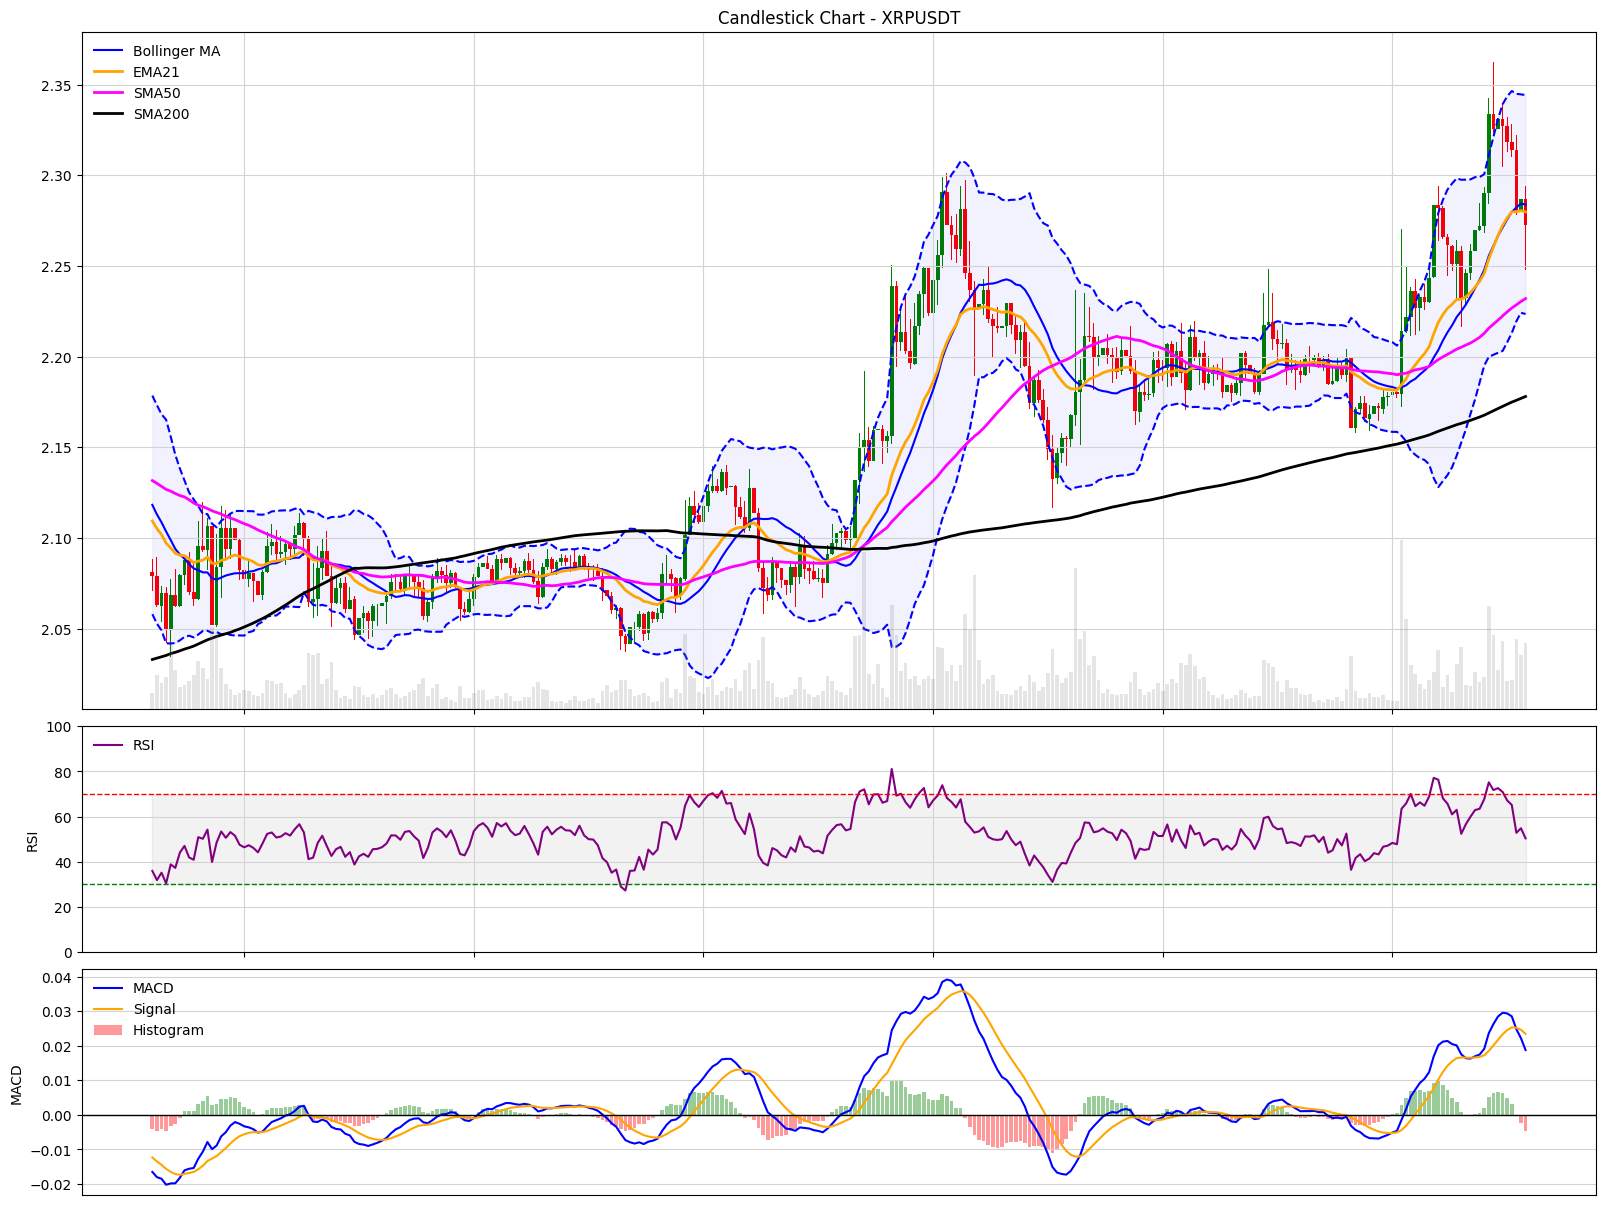 Candlestick Chart - XRPUSDT
Bollinger MA
EMA21
SMA50
SMA200
2.35
2.30
2.25
2.20
2.15
2.10
2.05
RSI
100
80
60
40
20
0
RSI
MACD
Signal
Histogram
0.04
0.03
0.02
0.01
0.00
−0.01
−0.02
MACD